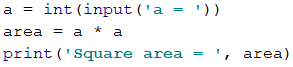 a = int(input('a = '))
area = a * a
print('Square area = ', area)